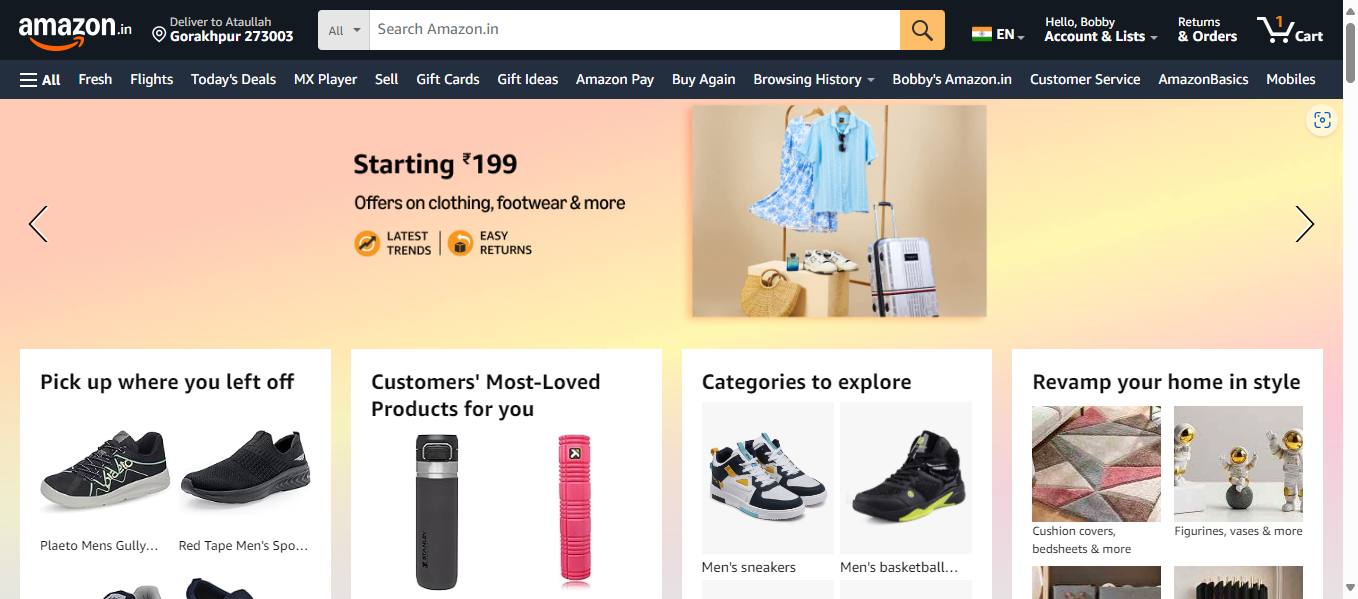 amazon.in
Deliver to Ataullah
Gorakhpur 273003
All
Search Amazon.in
EN
Hello, Bobby
Account & Lists
Returns
& Orders
1
Cart
All
Fresh
Flights
Today's Deals
MX Player
Sell
Gift Cards
Gift Ideas
Amazon Pay
Buy Again
Browsing History
Bobby's Amazon.in
Customer Service
AmazonBasics
Mobiles
Starting ₹199
Offers on clothing, footwear & more
LATEST
TRENDS
EASY
RETURNS
Pick up where you left off
Plaeto Mens Gully...
Red Tape Men's Spo...
Customers' Most-Loved
Products for you
STANLEY
Categories to explore
Men's sneakers
Men's basketball...
Revamp your home in style
Cushion covers,
bedsheets & more
Figurines, vases & more